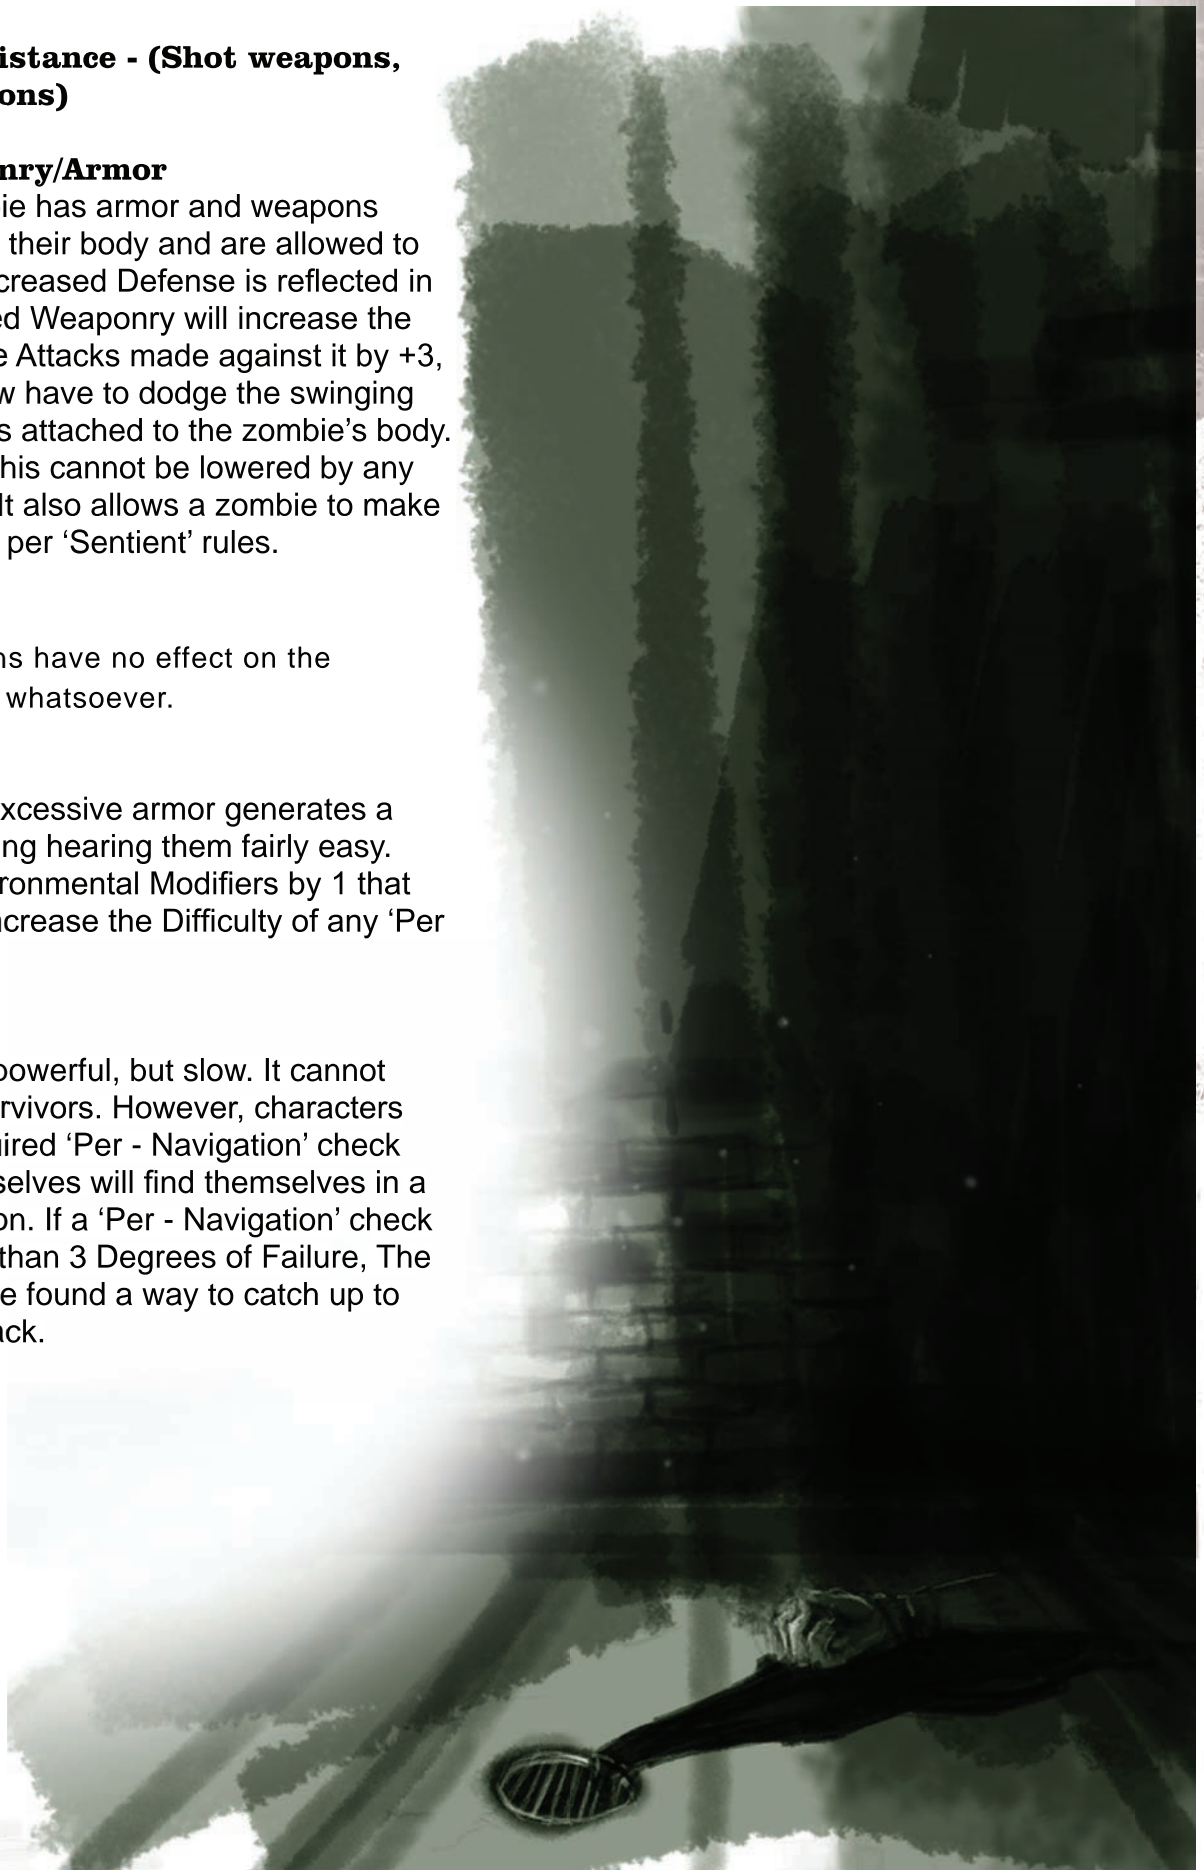 istance - (Shot weapons,
ons)
nry/Armor
ie has armor and weapons
their body and are allowed to
creased Defense is reflected in
ed Weaponry will increase the
e Attacks made against it by +3,
w have to dodge the swinging
s attached to the zombie’s body.
his cannot be lowered by any
It also allows a zombie to make
per ‘Sentient’ rules.
ns have no effect on the
whatsoever.
xcessive armor generates a
ng hearing them fairly easy.
ronmental Modifiers by 1 that
ncrease the Difficulty of any ‘Per
powerful, but slow. It cannot
rvivors. However, characters
uired ‘Per - Navigation’ check
selves will find themselves in a
on. If a ‘Per - Navigation’ check
than 3 Degrees of Failure, The
e found a way to catch up to
ack.